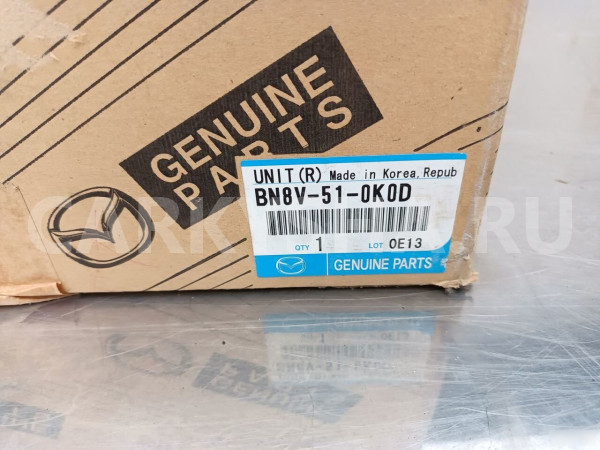 GENUINE
PARTS
UNIT(R) Made in Korea, Repub
BN8V-51-0K0D
QTY 1 LOT 0E13
GENUINE PARTS